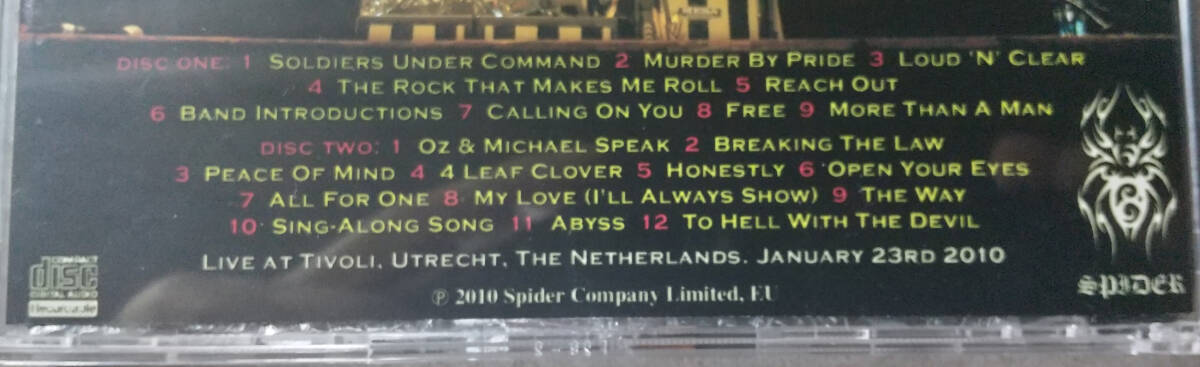 DISC ONE: 1 SOLDIERS UNDER COMMAND 2 MURDER BY PRIDE 3 LOUD 'N' CLEAR
4 THE ROCK THAT MAKES ME ROLL 5 REACH OUT
6 BAND INTRODUCTIONS 7 CALLING ON YOU 8 FREE 9 MORE THAN A MAN
DISC TWO: 1 OZ & MICHAEL SPEAK 2 BREAKING THE LAW
3 PEACE OF MIND 4 4 LEAF CLOVER 5 HONESTLY 6 OPEN YOUR EYES
7 ALL FOR ONE 8 MY LOVE (I'LL ALWAYS SHOW) 9 THE WAY
10 SING-ALONG SONG 11 ABYSS 12 TO HELL WITH THE DEVIL
LIVE AT TIVOLI, UTRECHT, THE NETHERLANDS. JANUARY 23RD 2010
COMPACT
disc
DIGITAL AUDIO
Recordable
℗ 2010 Spider Company Limited, EU
SPIDER